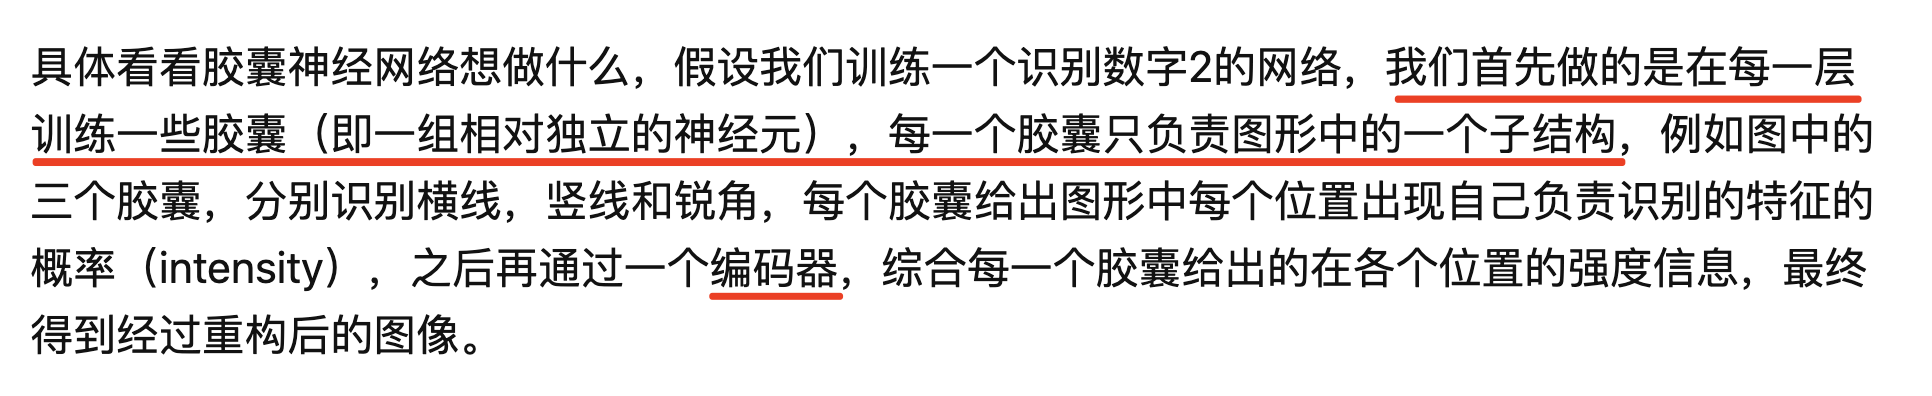 具体看看胶囊神经网络想做什么，假设我们训练一个识别数字2的网络，我们首先做的是在每一层
训练一些胶囊（即一组相对独立的神经元），每一个胶囊只负责图形中的一个子结构，例如图中的
三个胶囊，分别识别横线，竖线和锐角，每个胶囊给出图形中每个位置出现自己负责识别的特征的
概率（intensity），之后再通过一个编码器，综合每一个胶囊给出的在各个位置的强度信息，最终
得到经过重构后的图像。